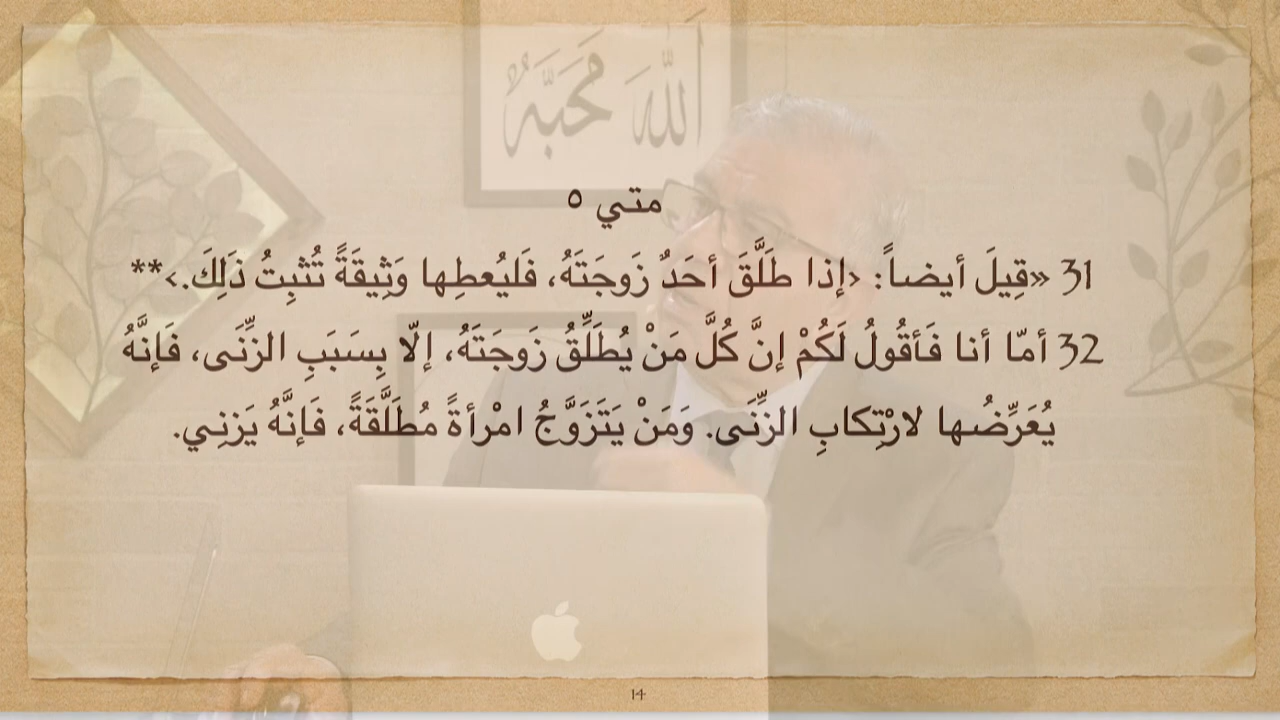 الله محبة
متي ٥
31 «قِيلَ أيضاً: ‹إذا طَلَّقَ أحَدٌ زَوجَتَهُ، فَليُعطِها وَثِيقَةً تُثبِتُ ذَلِكَ.›**
32 أمّا أنا فَأقُولُ لَكُمْ إنَّ كُلَّ مَنْ يُطَلِّقُ زَوجَتَهُ، إلّا بِسَبَبِ الزِّنَى، فَإنَّهُ
يُعَرِّضُها لارْتِكابِ الزِّنَى. وَمَنْ يَتَزَوَّجُ امْرأةً مُطَلَّقَةً، فَإنَّهُ يَزنِي.
14